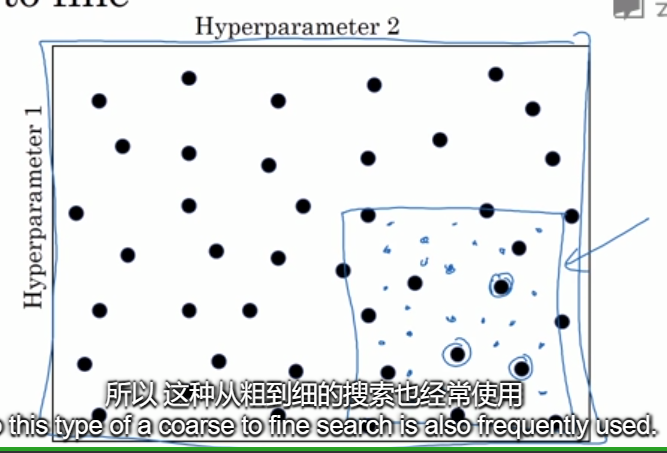 to fine
Hyperparameter 2
Hyperparameter 1
所以 这种从粗到细的搜索也经常使用
this type of a coarse to fine search is also frequently used.